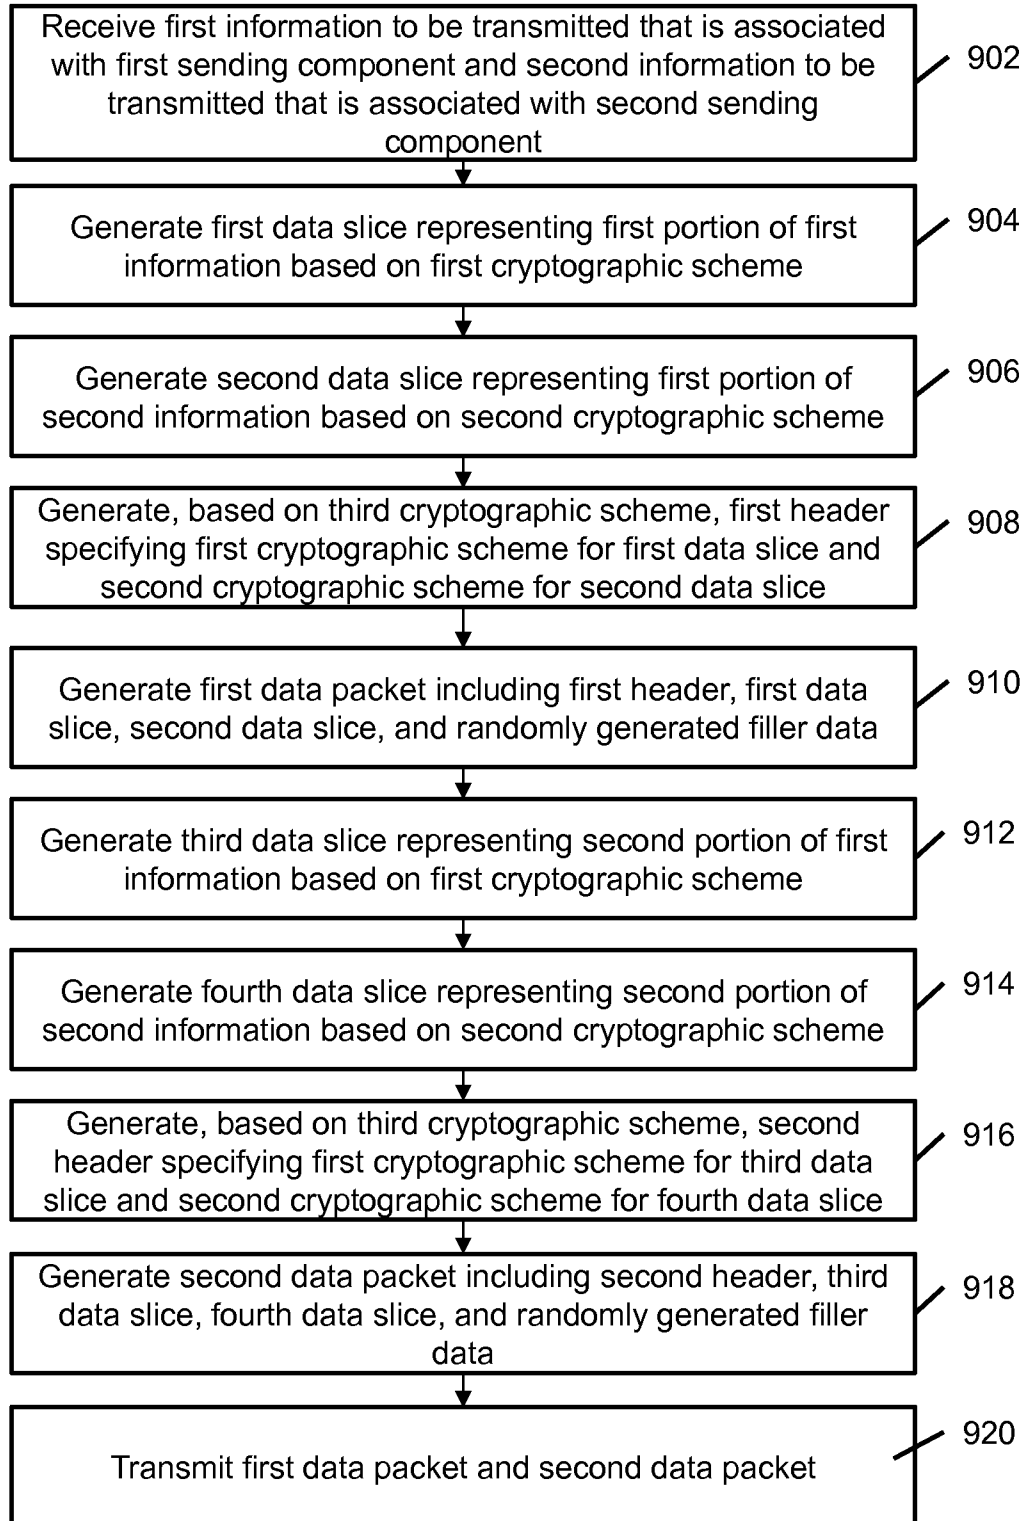 Receive first information to be transmitted that is associated
with first sending component and second information to be
transmitted that is associated with second sending
component
902
Generate first data slice representing first portion of first
information based on first cryptographic scheme
904
Generate second data slice representing first portion of
second information based on second cryptographic scheme
906
Generate, based on third cryptographic scheme, first header
specifying first cryptographic scheme for first data slice and
second cryptographic scheme for second data slice
908
Generate first data packet including first header, first data
slice, second data slice, and randomly generated filler data
910
Generate third data slice representing second portion of first
information based on first cryptographic scheme
912
Generate fourth data slice representing second portion of
second information based on second cryptographic scheme
914
Generate, based on third cryptographic scheme, second
header specifying first cryptographic scheme for third data
slice and second cryptographic scheme for fourth data slice
916
Generate second data packet including second header, third
data slice, fourth data slice, and randomly generated filler
data
918
Transmit first data packet and second data packet
920